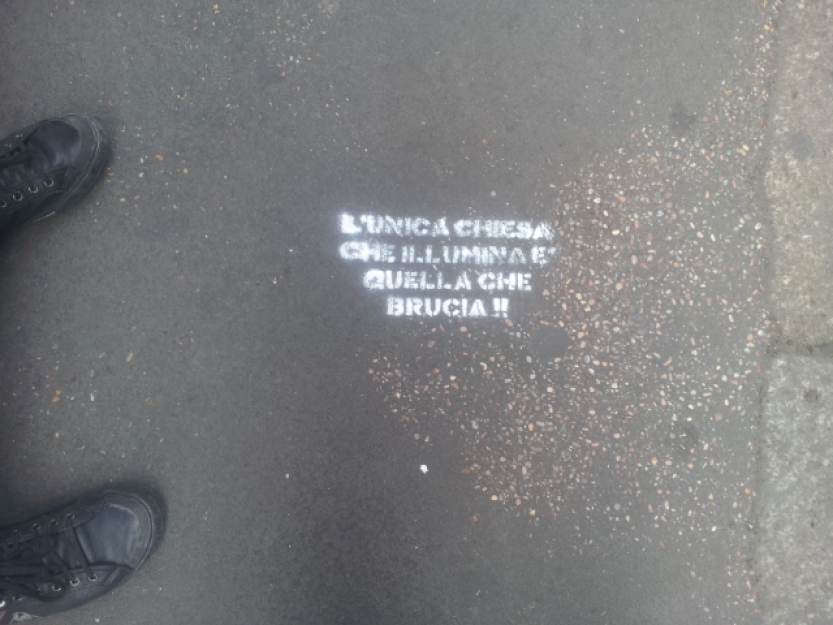 L'UNICA CHIESA
CHE ILLUMINA E'
QUELLA CHE
BRUCIA!!